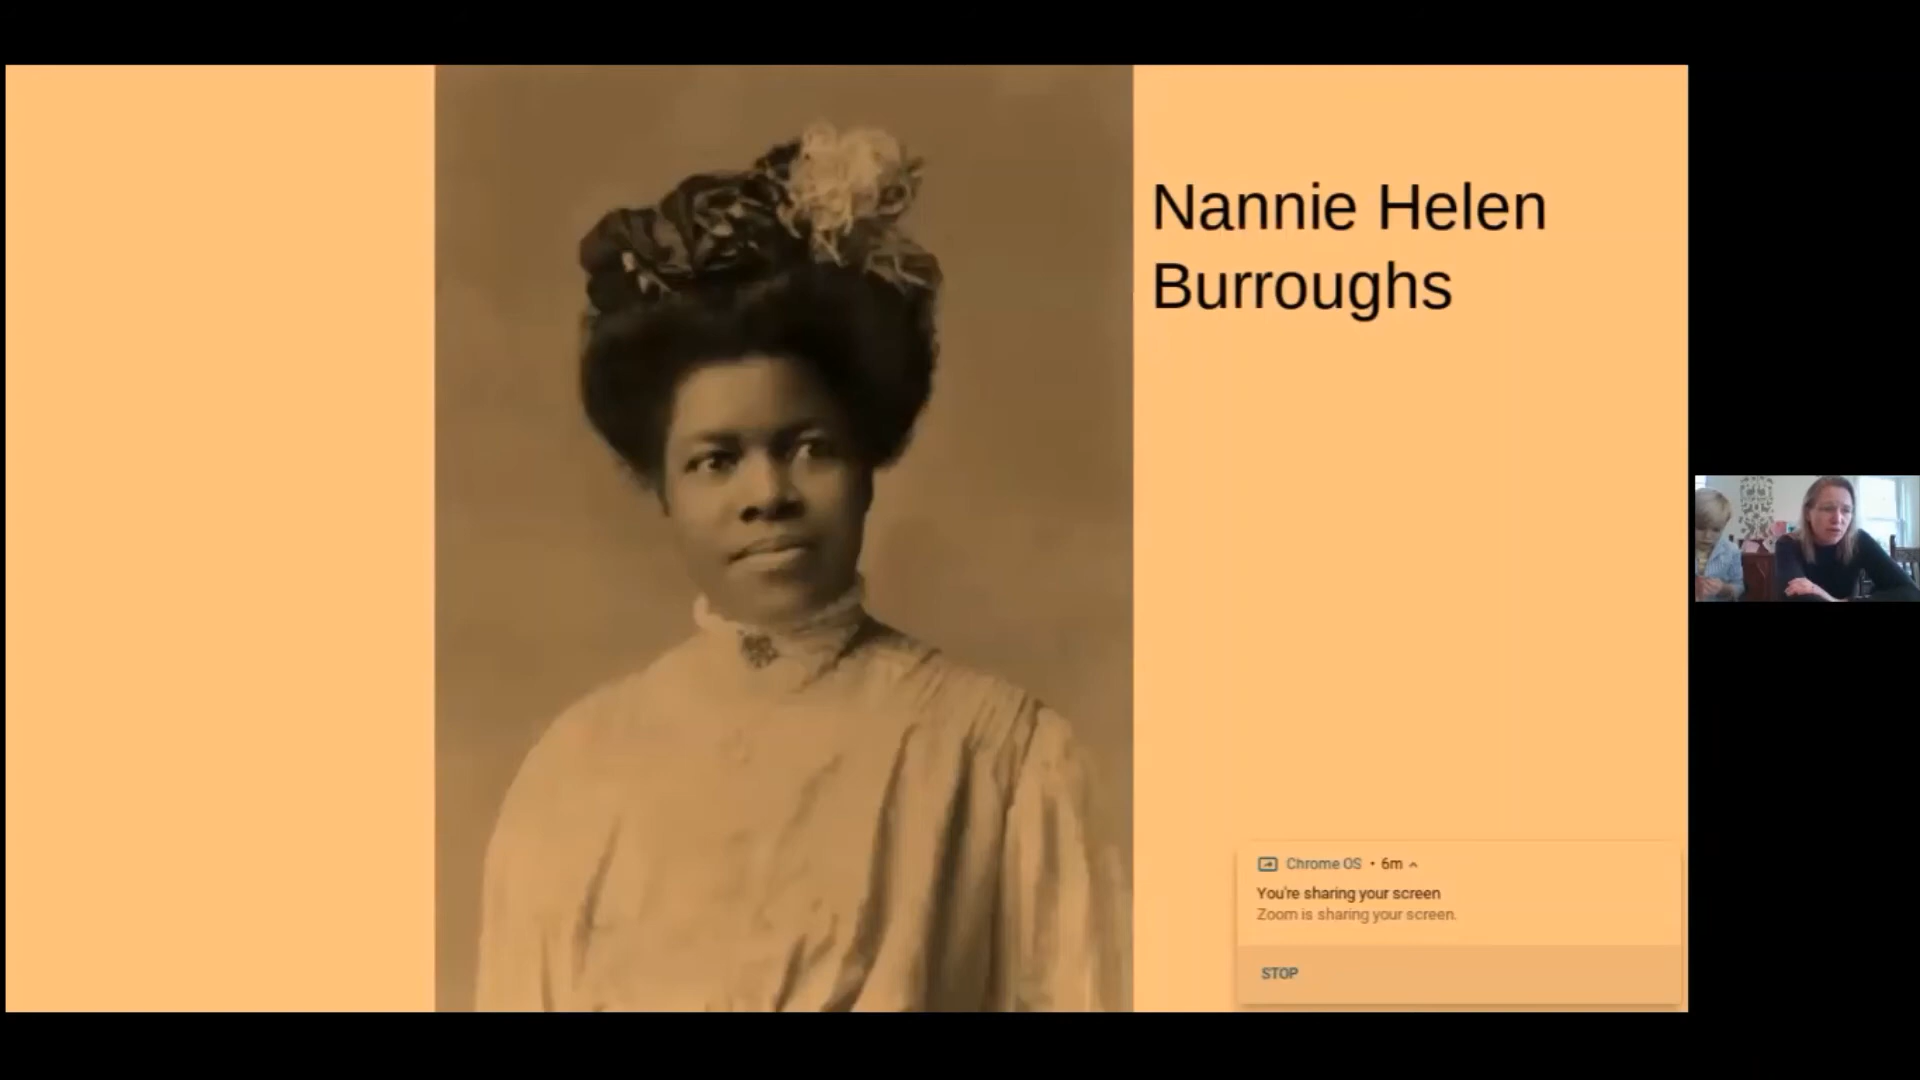 Nannie Helen
Burroughs
Chrome OS • 6m
You're sharing your screen
Zoom is sharing your screen.
STOP